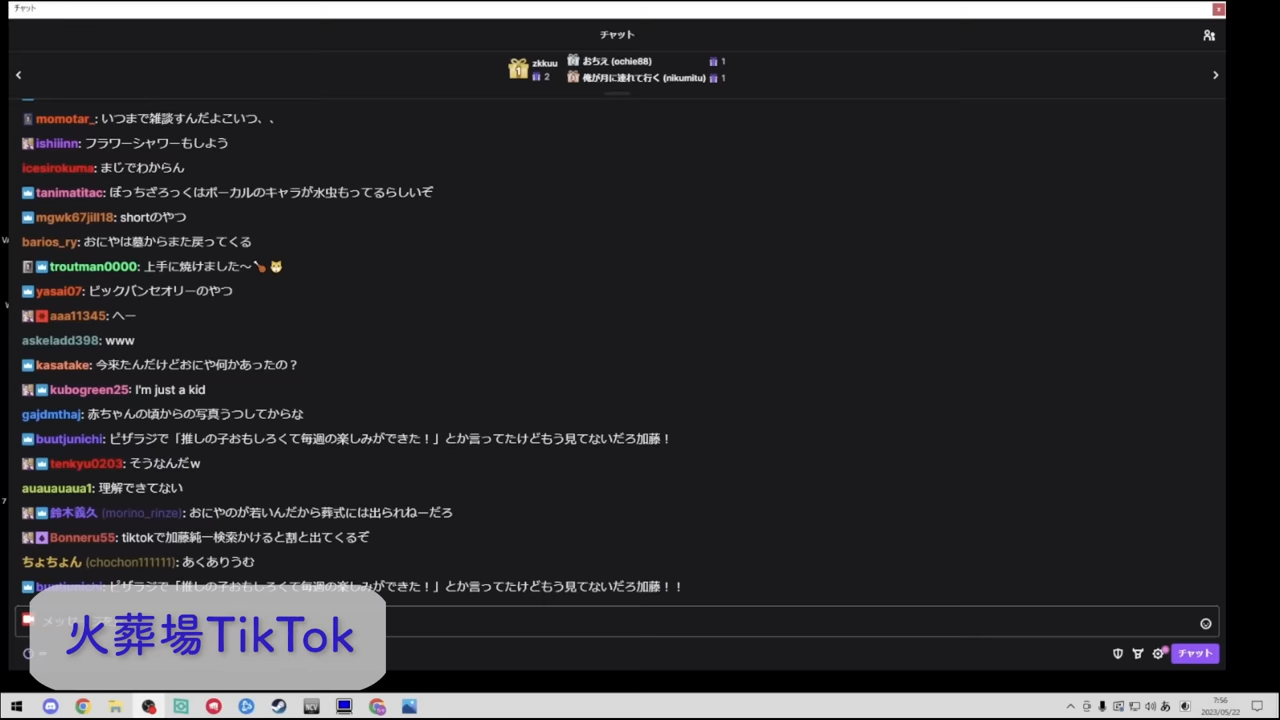 チャット
チャット
zkkuu
2
おちえ (ochie88) 1
俺が月に連れて行く (nikumitu) 1
momotar_: いつまで雑談すんだよこいつ、、
ishiiinn: フラワーシャワーもしよう
icesirokuma: まじでわからん
tanimatitac: ぼっちざろっくはボーカルのキャラが水虫もってるらしいぞ
mgwk67jill18: shortのやつ
barios_ry: おにやは墓からまた戻ってくる
troutman0000: 上手に焼けました〜🍖
yasai07: ビックバンセオリーのやつ
aaa11345: へー
askeladd398: www
kasatake: 今来たんだけどおにや何かあったの？
kubogreen25: I'm just a kid
gajdmthaj: 赤ちゃんの頃からの写真うつしてからな
buutjunichi: ピザラジで「推しの子おもしろくて毎週の楽しみができた！」とか言ってたけどもう見てないだろ加藤！
tenkyu0203: そうなんだw
auauauaua1: 理解できてない
鈴木義久 (morino_rinze): おにやのが若いんだから葬式には出られねーだろ
Bonneru55: tiktokで加藤純一検索かけると割と出てくるぞ
ちょちょん (chochon111111): あくありうむ
buutjunichi: ピザラジで「推しの子おもしろくて毎週の楽しみができた！」とか言ってたけどもう見てないだろ加藤！！
火葬場TikTok
チャット
7:56
2023/05/22